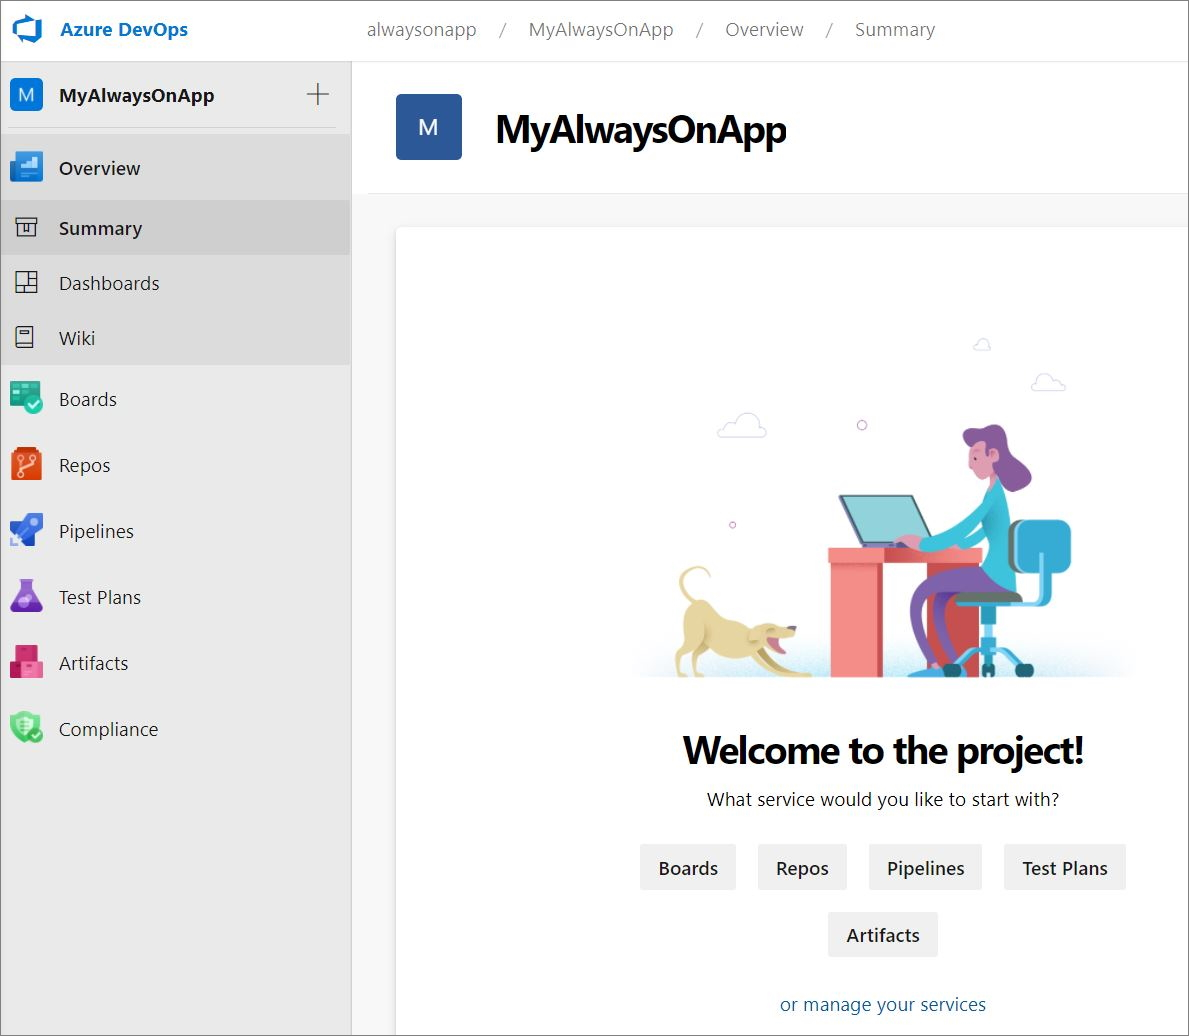 Azure DevOps
alwaysonapp / MyAlwaysOnApp / Overview / Summary
M MyAlwaysOnApp +
Overview
Summary
Dashboards
Wiki
Boards
Repos
Pipelines
Test Plans
Artifacts
Compliance
M MyAlwaysOnApp
Welcome to the project!
What service would you like to start with?
Boards Repos Pipelines Test Plans
Artifacts
or manage your services